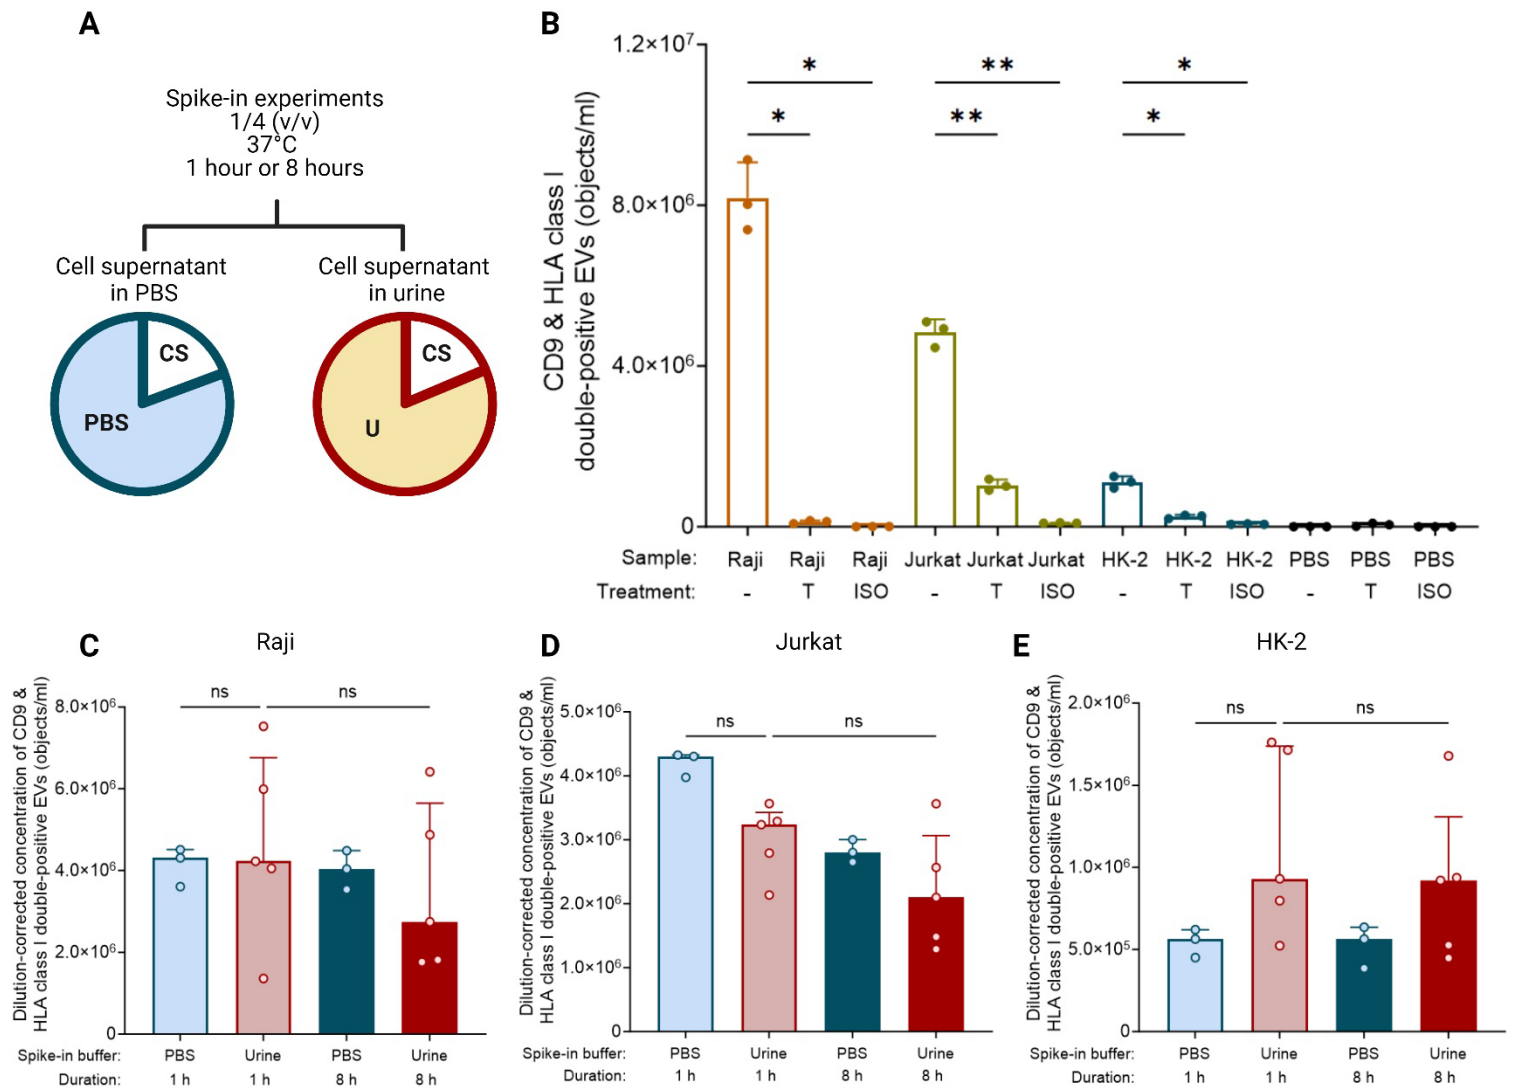 A
Spike-in experiments
1/4 (v/v)
37°C
1 hour or 8 hours
Cell supernatant
in PBS
Cell supernatant
in urine
CS
PBS
CS
U
B
CD9 & HLA class I
double-positive EVs (objects/ml)
1.2×10⁷
8.0×10⁶
4.0×10⁶
0
* ** *
* ** *
Sample: Raji Raji Raji Jurkat Jurkat Jurkat HK-2 HK-2 HK-2 PBS PBS PBS
Treatment: - T ISO - T ISO - T ISO - T ISO
C
Raji
Dilution-corrected concentration of CD9 &
HLA class I double-positive EVs (objects/ml)
8.0×10⁶
6.0×10⁶
4.0×10⁶
2.0×10⁶
0
ns ns
Spike-in buffer: PBS Urine PBS Urine
Duration: 1 h 1 h 8 h 8 h
D
Jurkat
Dilution-corrected concentration of CD9 &
HLA class I double-positive EVs (objects/ml)
5.0×10⁶
4.0×10⁶
3.0×10⁶
2.0×10⁶
1.0×10⁶
0
ns ns
Spike-in buffer: PBS Urine PBS Urine
Duration: 1 h 1 h 8 h 8 h
E
HK-2
Dilution-corrected concentration of CD9 &
HLA class I double-positive EVs (objects/ml)
2.0×10⁶
1.5×10⁶
1.0×10⁶
5.0×10⁵
0
ns ns
Spike-in buffer: PBS Urine PBS Urine
Duration: 1 h 1 h 8 h 8 h